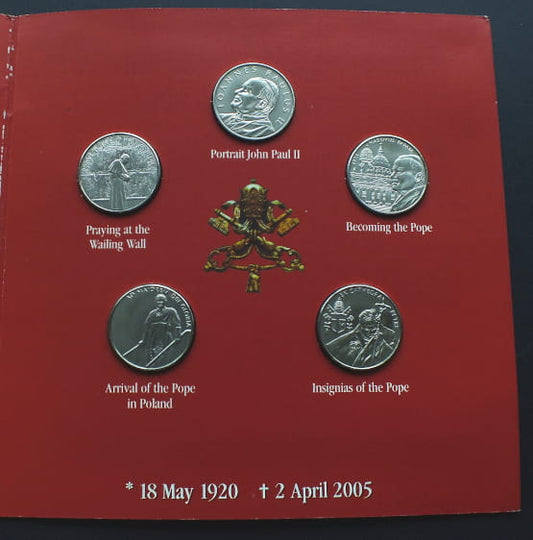 IOANNES PAULUS II
Portrait John Paul II
Praying at the
Wailing Wall
Becoming the Pope
Arrival of the Pope
in Poland
Insignias of the Pope
* 18 May 1920 † 2 April 2005